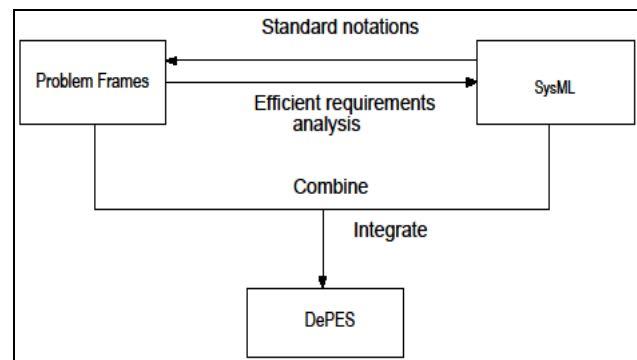 Standard notations
Problem Frames
SysML
Efficient requirements
analysis
Combine
Integrate
DePES